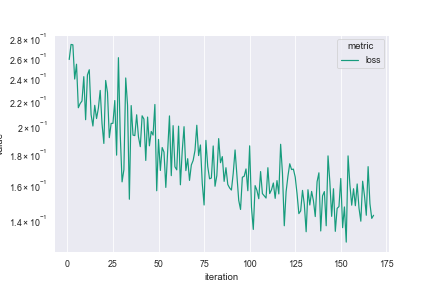 2.8 × 10⁻¹
2.6 × 10⁻¹
2.4 × 10⁻¹
2.2 × 10⁻¹
2 × 10⁻¹
1.8 × 10⁻¹
1.6 × 10⁻¹
1.4 × 10⁻¹
metric
loss
0 25 50 75 100 125 150 175
iteration